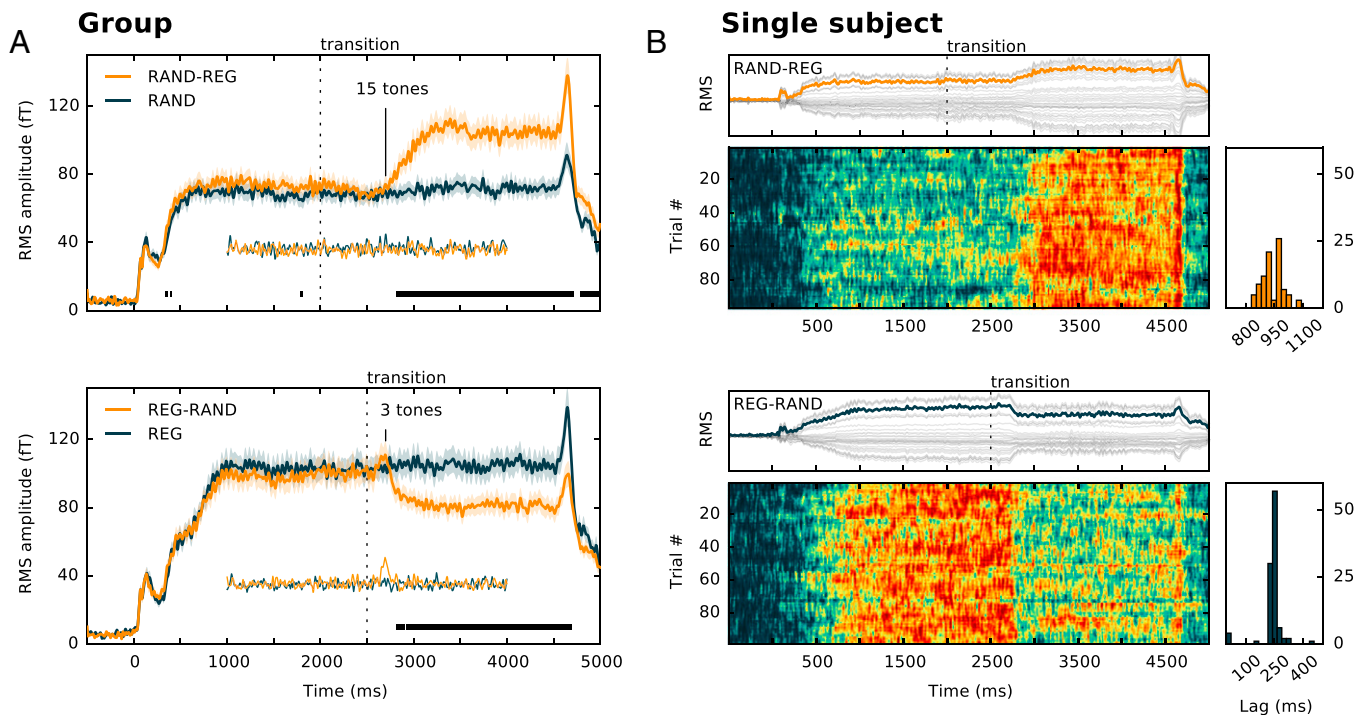 Group
Single subject
A
B
transition
RAND-REG
RAND
15 tones
RMS amplitude (fT)
120
80
40
0
transition
RAND-REG
RMS
Trial #
20
40
60
80
500 1500 2500 3500 4500
50
25
0
800 950 1100
transition
REG-RAND
REG
3 tones
RMS amplitude (fT)
120
80
40
0
0 1000 2000 3000 4000 5000
Time (ms)
transition
REG-RAND
RMS
Trial #
20
40
60
80
500 1500 2500 3500 4500
Time (ms)
50
25
0
100 250 400
Lag (ms)